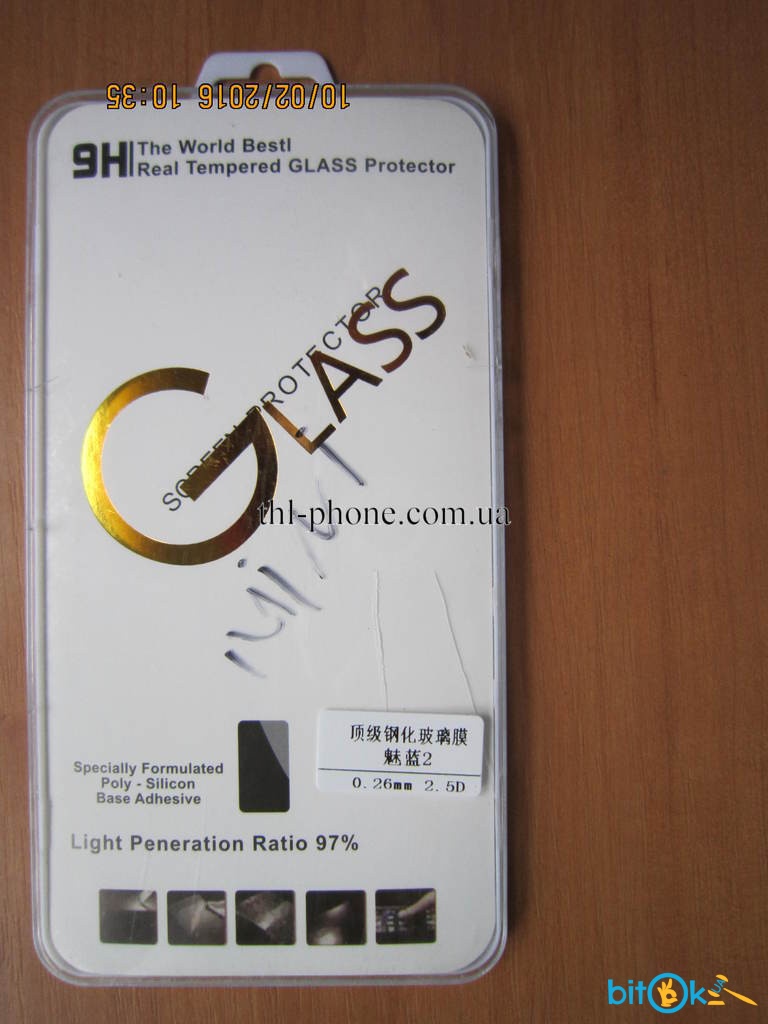 10/02/2016 10:35
9H
The World Bestl
Real Tempered GLASS Protector
GLASS
SCREEN PROTECTOR
thl-phone.com.ua
顶级钢化玻璃膜
魅蓝2
0.26mm 2.5D
Specially Formulated
Poly - Silicon
Base Adhesive
Light Peneration Ratio 97%
bitOk
UA